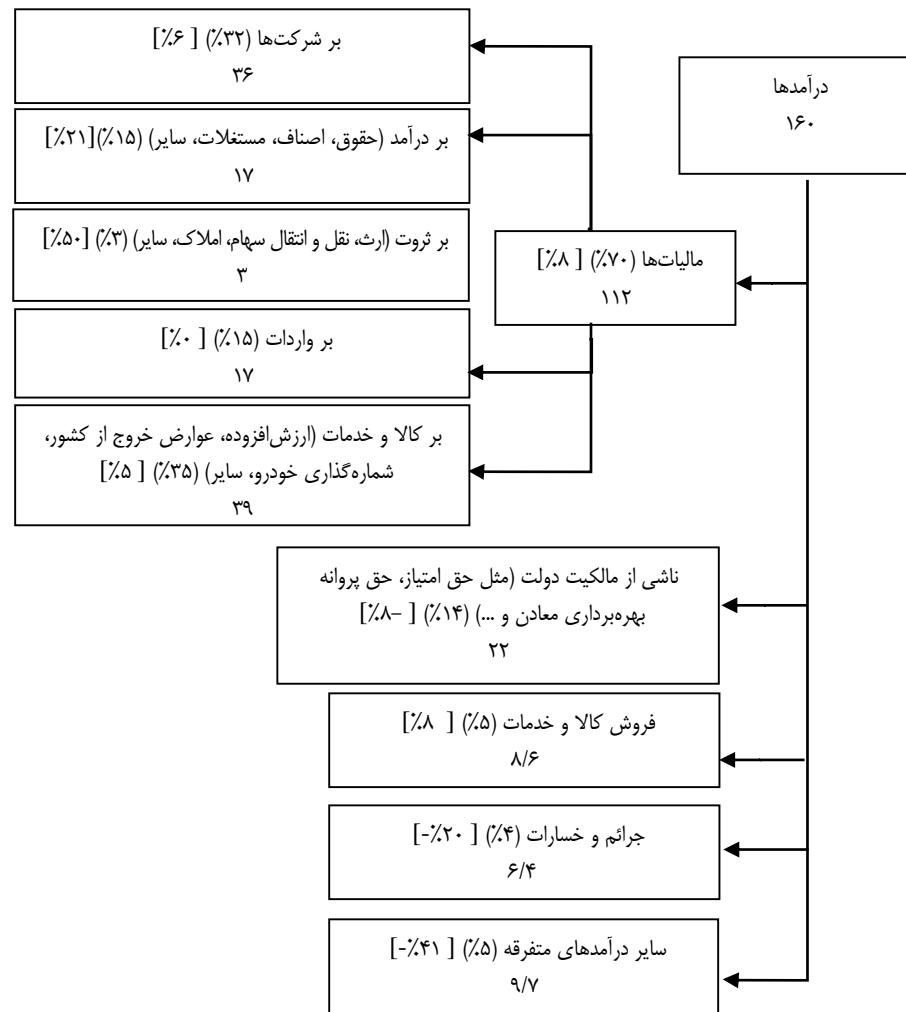 درآمدها
۱۶۰
مالیات‌ها (۷۰٪) [ ۸٪]
۱۱۲
بر شرکت‌ها (۳۲٪) [ ۶٪]
۳۶
بر درآمد (حقوق، اصناف، مستغلات، سایر) (۱۵٪)[۲۱٪]
۱۷
بر ثروت (ارث، نقل و انتقال سهام، املاک، سایر) (۳٪) [۵۰٪]
۳
بر واردات (۱۵٪) [ ۰٪]
۱۷
بر کالا و خدمات (ارزش‌افزوده، عوارض خروج از کشور،
شماره‌گذاری خودرو، سایر) (۳۵٪) [ ۵٪]
۳۹
ناشی از مالکیت دولت (مثل حق امتیاز، حق پروانه
بهره‌برداری معادن و ...) (۱۴٪) [ –۸٪]
۲۲
فروش کالا و خدمات (۵٪) [ ۸٪]
۸/۶
جرائم و خسارات (۴٪) [ ۲۰٪-]
۶/۴
سایر درآمدهای متفرقه (۵٪) [ ۴۱٪-]
۹/۷